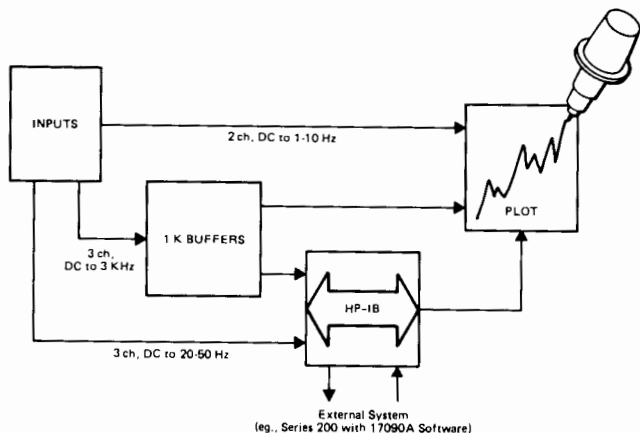 INPUTS
2 ch, DC to 1-10 Hz
PLOT
3 ch,
DC to 3 KHz
1 K BUFFERS
HP-IB
3 ch, DC to 20-50 Hz
External System
(eg., Series 200 with 17090A Software)